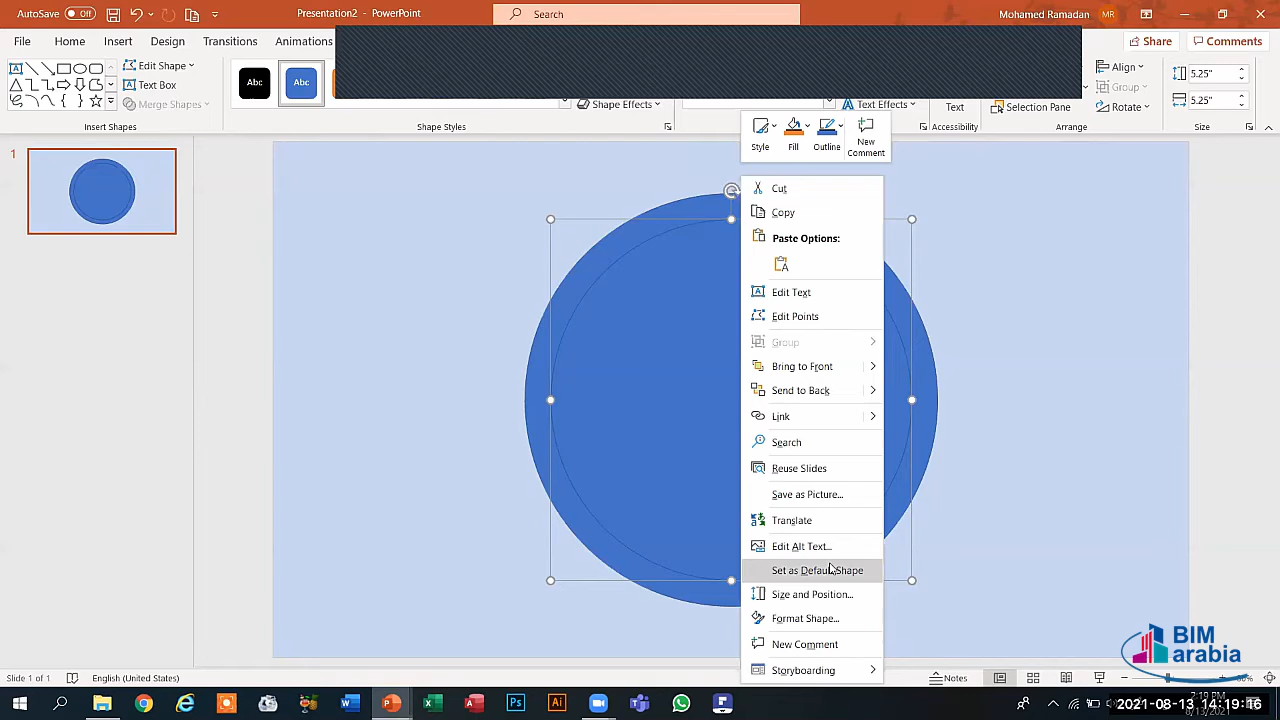 AutoSave Off
Presentation2 - PowerPoint
Search
Mohamed Ramadan MR
File Home Insert Design Transitions Animations
Share Comments
Edit Shape
Text Box
Merge Shapes
Insert Shapes
Abc Abc
Shape Effects
Shape Styles
Text Effects
Text
Accessibility
Align
Group
Selection Pane
Rotate
Arrange
5.25"
5.25"
Size
Style Fill Outline New Comment
1
Cut
Copy
Paste Options:
A
Edit Text
Edit Points
Group
Bring to Front
Send to Back
Link
Search
Reuse Slides
Save as Picture...
Translate
Edit Alt Text...
Set as Default Shape
Size and Position...
Format Shape...
New Comment
Storyboarding
BIM
arabia
Slide 1 of 1 English (United States)
Notes
W P X A Ps Ai
2021-08-13 14:19:16